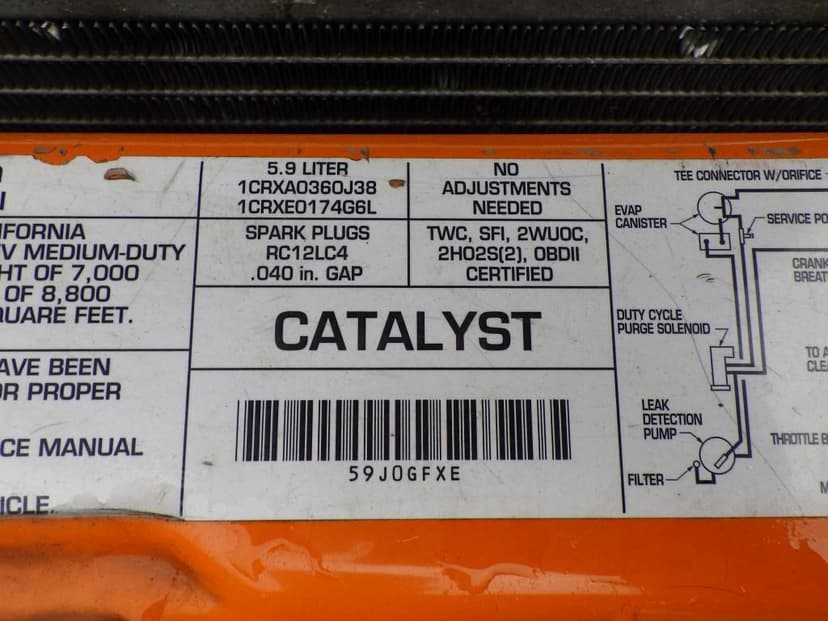 IFORNIA
V MEDIUM-DUTY
HT OF 7,000
OF 8,800
UARE FEET.
AVE BEEN
OR PROPER
CE MANUAL
ICLE.
5.9 LITER
1CRXA0360J38
1CRXE0174G6L
NO
ADJUSTMENTS
NEEDED
SPARK PLUGS
RC12LC4
.040 in. GAP
TWC, SFI, 2WUOC,
2HO2S(2), OBDII
CERTIFIED
CATALYST
59J0GFXE
TEE CONNECTOR W/ORIFICE
EVAP
CANISTER
SERVICE PO
CRANK
BREAT
DUTY CYCLE
PURGE SOLENOID
TO A
CLEA
LEAK
DETECTION
PUMP
THROTTLE B
FILTER
M